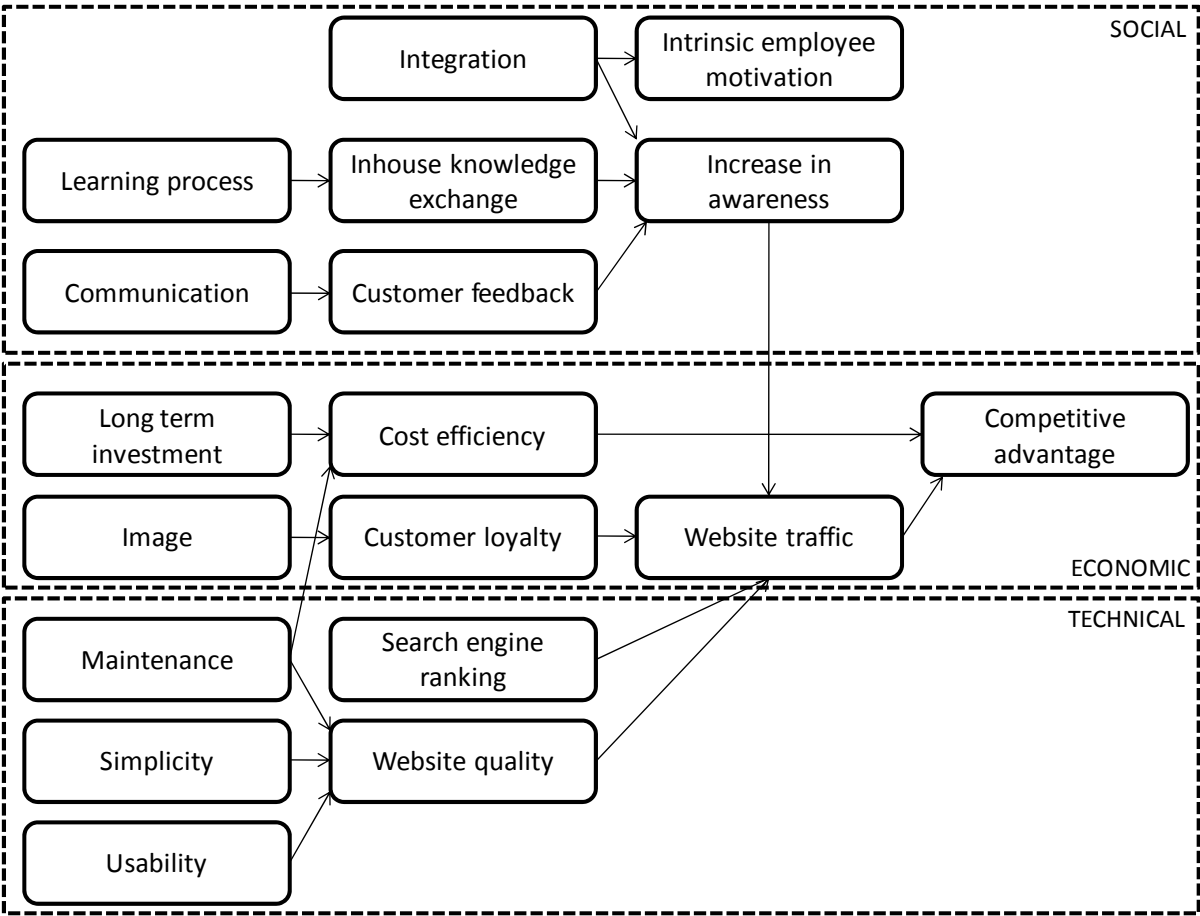 SOCIAL
Integration
Intrinsic employee
motivation
Learning process
Inhouse knowledge
exchange
Increase in
awareness
Communication
Customer feedback
Long term
investment
Cost efficiency
Competitive
advantage
Image
Customer loyalty
Website traffic
ECONOMIC
TECHNICAL
Maintenance
Search engine
ranking
Simplicity
Website quality
Usability